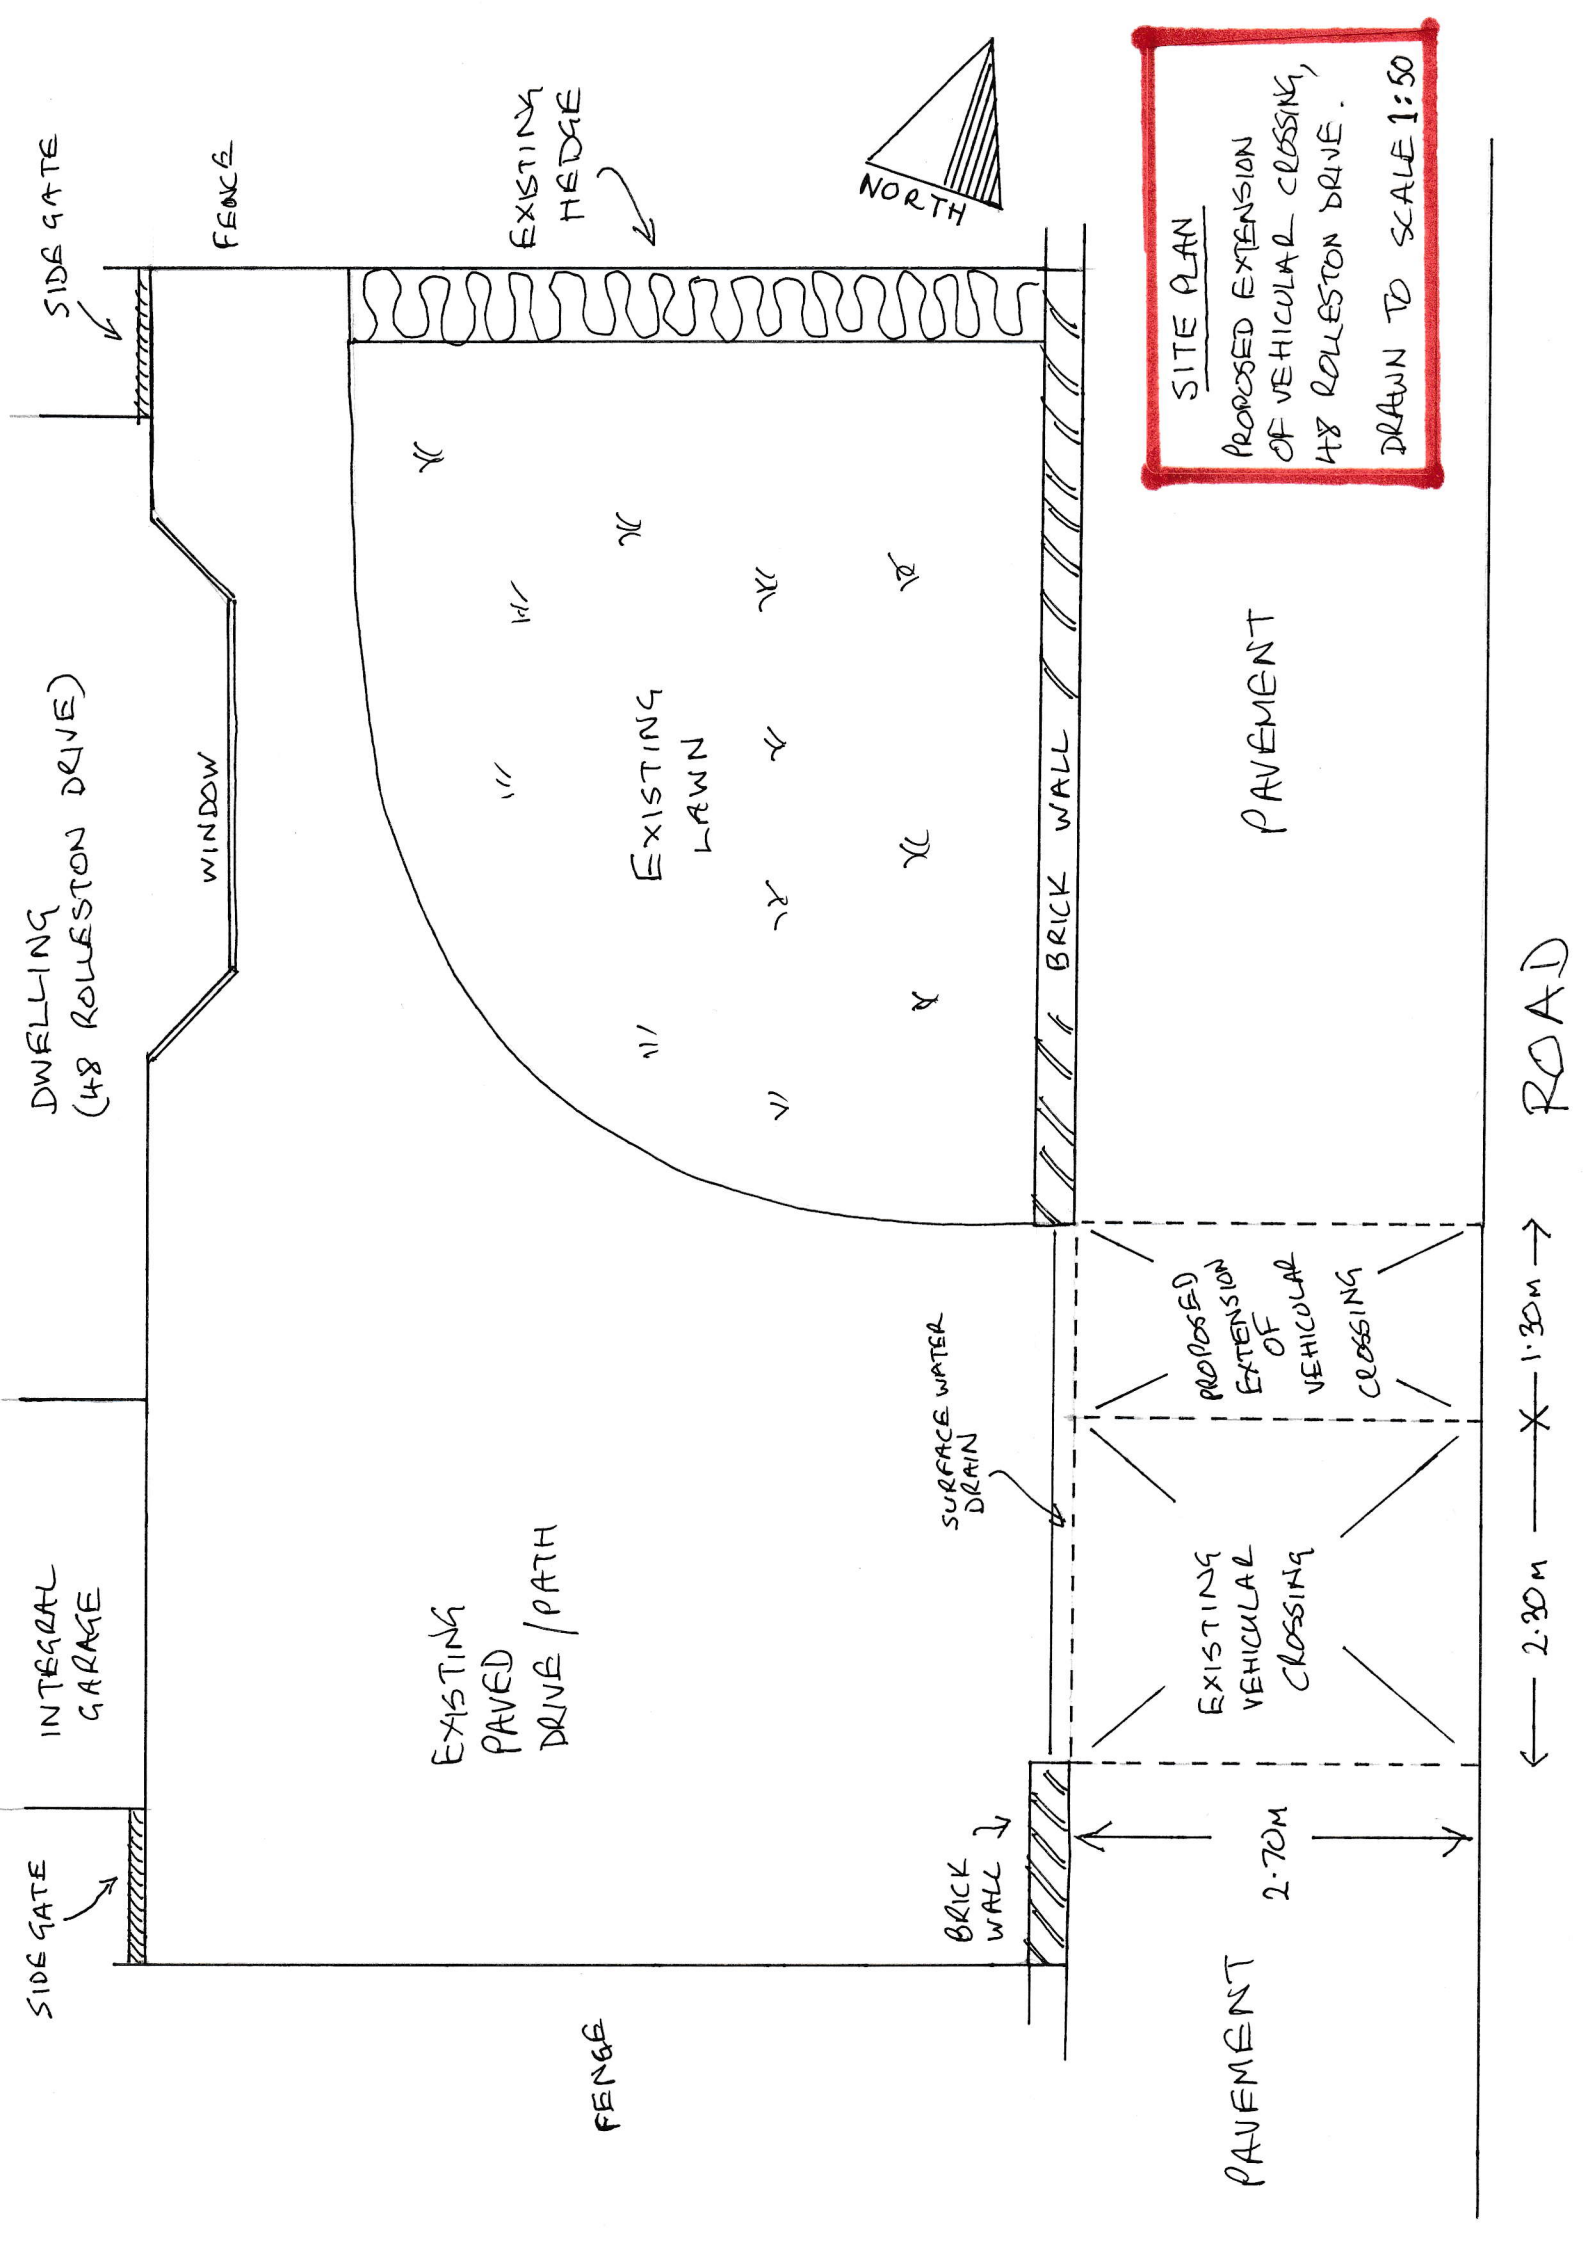 SIDE GATE
INTEGRAL
GARAGE
DWELLING
(48 ROLLESTON DRIVE)
SIDE GATE
WINDOW
FENCE
EXISTING
PAVED
DRIVE/PATH
EXISTING
LAWN
EXISTING
HEDGE
FENCE
NORTH
BRICK
WALL
SURFACE WATER
DRAIN
BRICK WALL
PAVEMENT
2.70M
EXISTING
VEHICULAR
CROSSING
PROPOSED
EXTENSION
OF
VEHICULAR
CROSSING
PAVEMENT
SITE PLAN
PROPOSED EXTENSION
OF VEHICULAR CROSSING,
48 ROLLESTON DRIVE.
DRAWN TO SCALE 1:50
2.30M
1.30M
ROAD